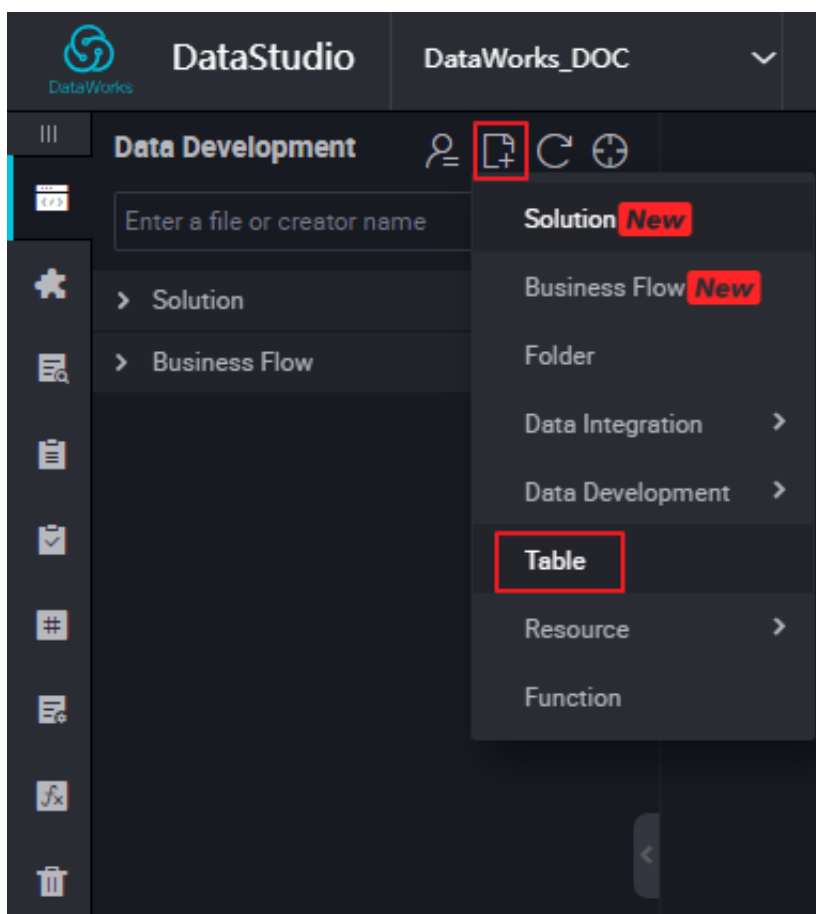 DataWorks
DataStudio
DataWorks_DOC
Data Development
Enter a file or creator name
Solution
Business Flow
Solution New
Business Flow New
Folder
Data Integration
Data Development
Table
Resource
Function